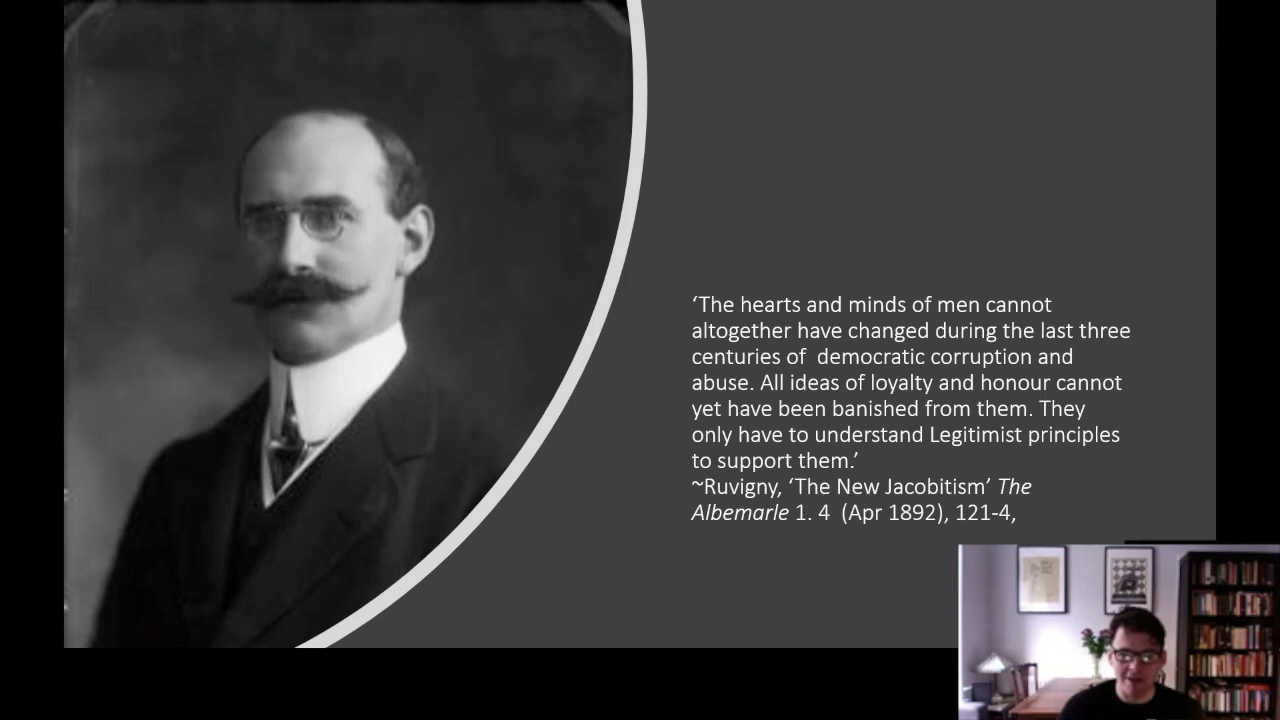 ‘The hearts and minds of men cannot
altogether have changed during the last three
centuries of  democratic corruption and
abuse. All ideas of loyalty and honour cannot
yet have been banished from them. They
only have to understand Legitimist principles
to support them.’
~Ruvigny, ‘The New Jacobitism’ The
Albemarle 1. 4  (Apr 1892), 121-4,